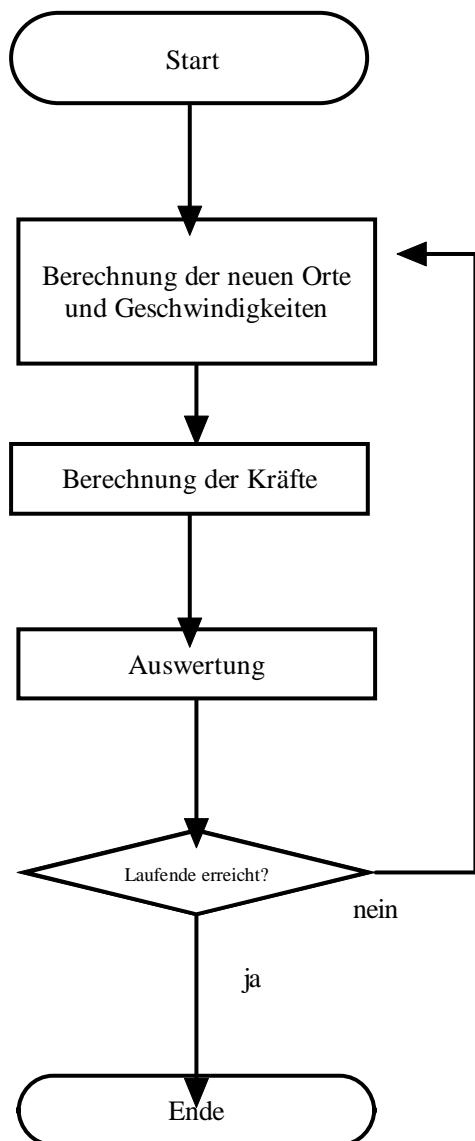 Start
Berechnung der neuen Orte
und Geschwindigkeiten
Berechnung der Kräfte
Auswertung
Laufende erreicht?
nein
ja
Ende